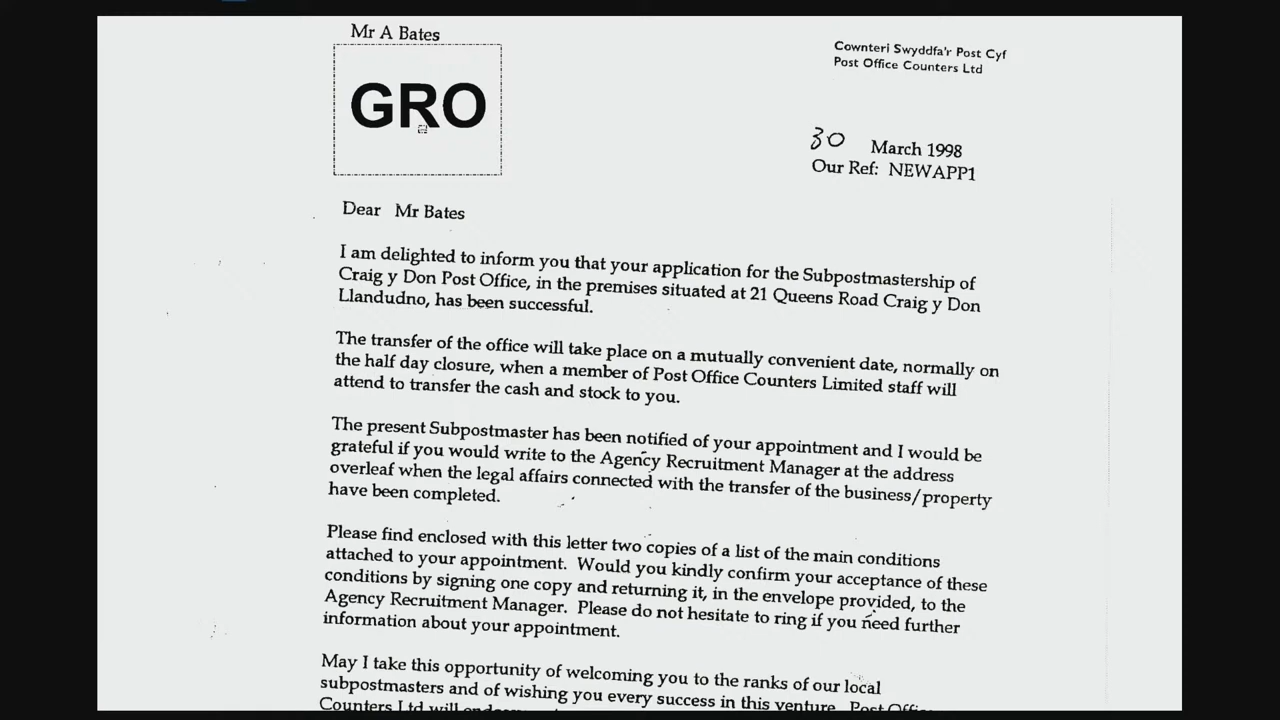 Mr A Bates
GRO
Cownteri Swyddfa'r Post Cyf
Post Office Counters Ltd
30 March 1998
Our Ref: NEWAPP1
Dear Mr Bates
I am delighted to inform you that your application for the Subpostmastership of
Craig y Don Post Office, in the premises situated at 21 Queens Road Craig y Don
Llandudno, has been successful.
The transfer of the office will take place on a mutually convenient date, normally on
the half day closure, when a member of Post Office Counters Limited staff will
attend to transfer the cash and stock to you.
The present Subpostmaster has been notified of your appointment and I would be
grateful if you would write to the Agency Recruitment Manager at the address
overleaf when the legal affairs connected with the transfer of the business/property
have been completed.
Please find enclosed with this letter two copies of a list of the main conditions
attached to your appointment. Would you kindly confirm your acceptance of these
conditions by signing one copy and returning it, in the envelope provided, to the
Agency Recruitment Manager. Please do not hesitate to ring if you need further
information about your appointment.
May I take this opportunity of welcoming you to the ranks of our local
subpostmasters and of wishing you every success in this venture. Post
Counters Ltd will